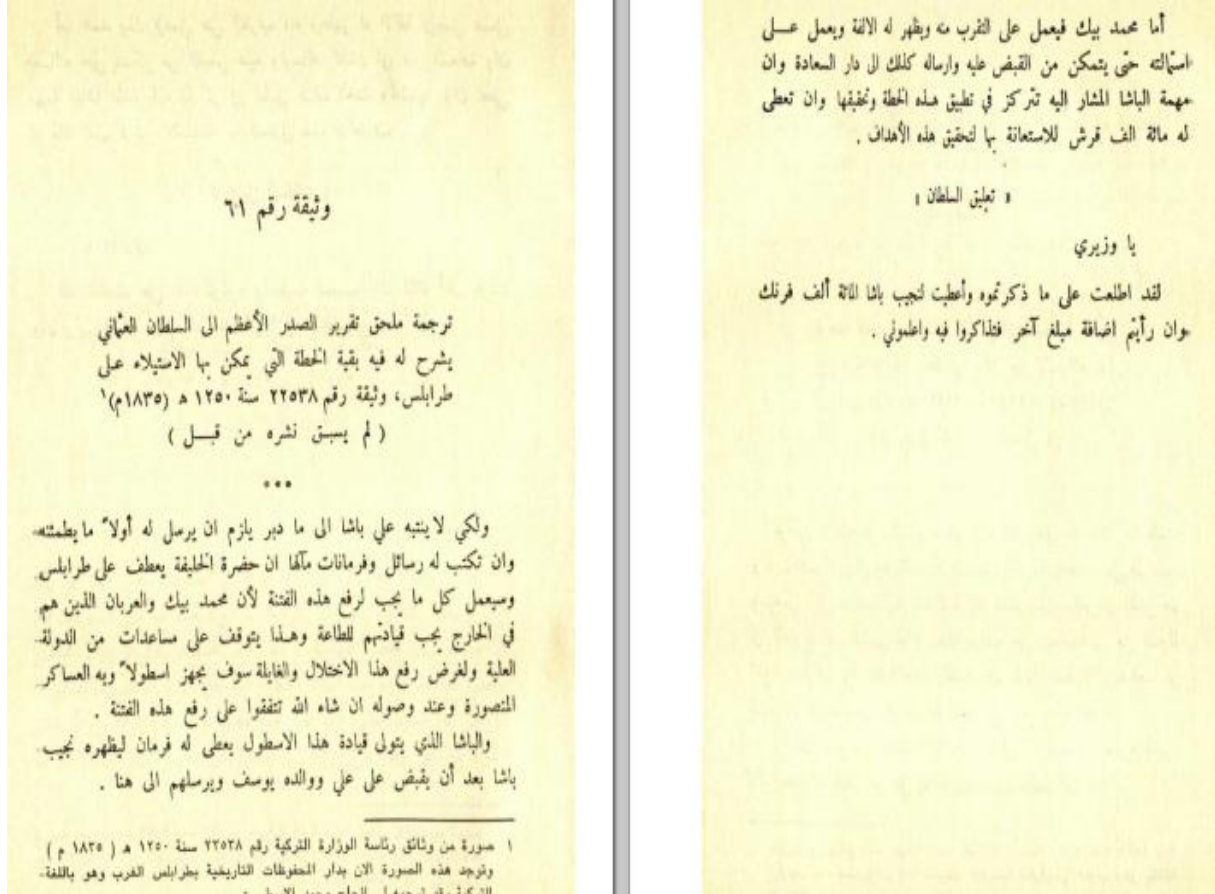 وثيقة رقم ٦١
ترجمة ملحق تقرير الصدر الأعظم الى السلطان العثماني
يشرح له فيه بقية الخطة التي يمكن بها الاستيلاء على
طرابلس، وثيقة رقم ٢٢٥٣٨ سنة ١٢٥٠ ه (١٨٣٥م)١
( لم يسبق نشره من قبل )
***
ولكي لا ينتبه علي باشا الى ما دبر يلزم ان يرسل له أولاً ما يطمئنه
وان تكتب له رسائل وفرمانات مآلها ان حضرة الخليفة يعطف على طرابلس
وسيعمل كل ما يجب لرفع هذه الفتنة لأن محمد بيك والعربان الذين هم
في الخارج يجب قيادتهم للطاعة وهذا يتوقف على مساعدات من الدولة
العلية ولغرض رفع هذا الاختلال والغايلة سوف يجهز اسطولاً وبه العساكر
المنصورة وعند وصوله ان شاء الله تتفقوا على رفع هذه الفتنة .
والباشا الذي يتولى قيادة هذا الاسطول يعطى له فرمان ليظهره نجيب
باشا بعد أن يقبض على علي ووالده يوسف ويرسلهم الى هنا .
١ صورة من وثائق رئاسة الوزارة التركية رقم ٢٢٥٣٨ سنة ١٢٥٠ ه ( ١٨٣٥ م )
وتوجد هذه الصورة الان بدار المحفوظات التاريخية بطرابلس الغرب وهو باللغة
أما محمد بيك فيعمل على التقرب منه ويظهر له الالفة ويعمل على
استمالته حتى يتمكن من القبض عليه وارساله كذلك الى دار السعادة وان
مهمة الباشا المشار اليه تتركز في تطبيق هذه الخطة وتحقيقها وان تعطى
له مائة الف قرش للاستعانة بها لتحقيق هذه الأهداف .
« تعليق السلطان »
يا وزيري
لقد اطلعت على ما ذكرتموه وأعطيت لنجيب باشا المائة ألف فرنك
وان رأيتم اضافة مبلغ آخر فتذاكروا فيه واعلموني .